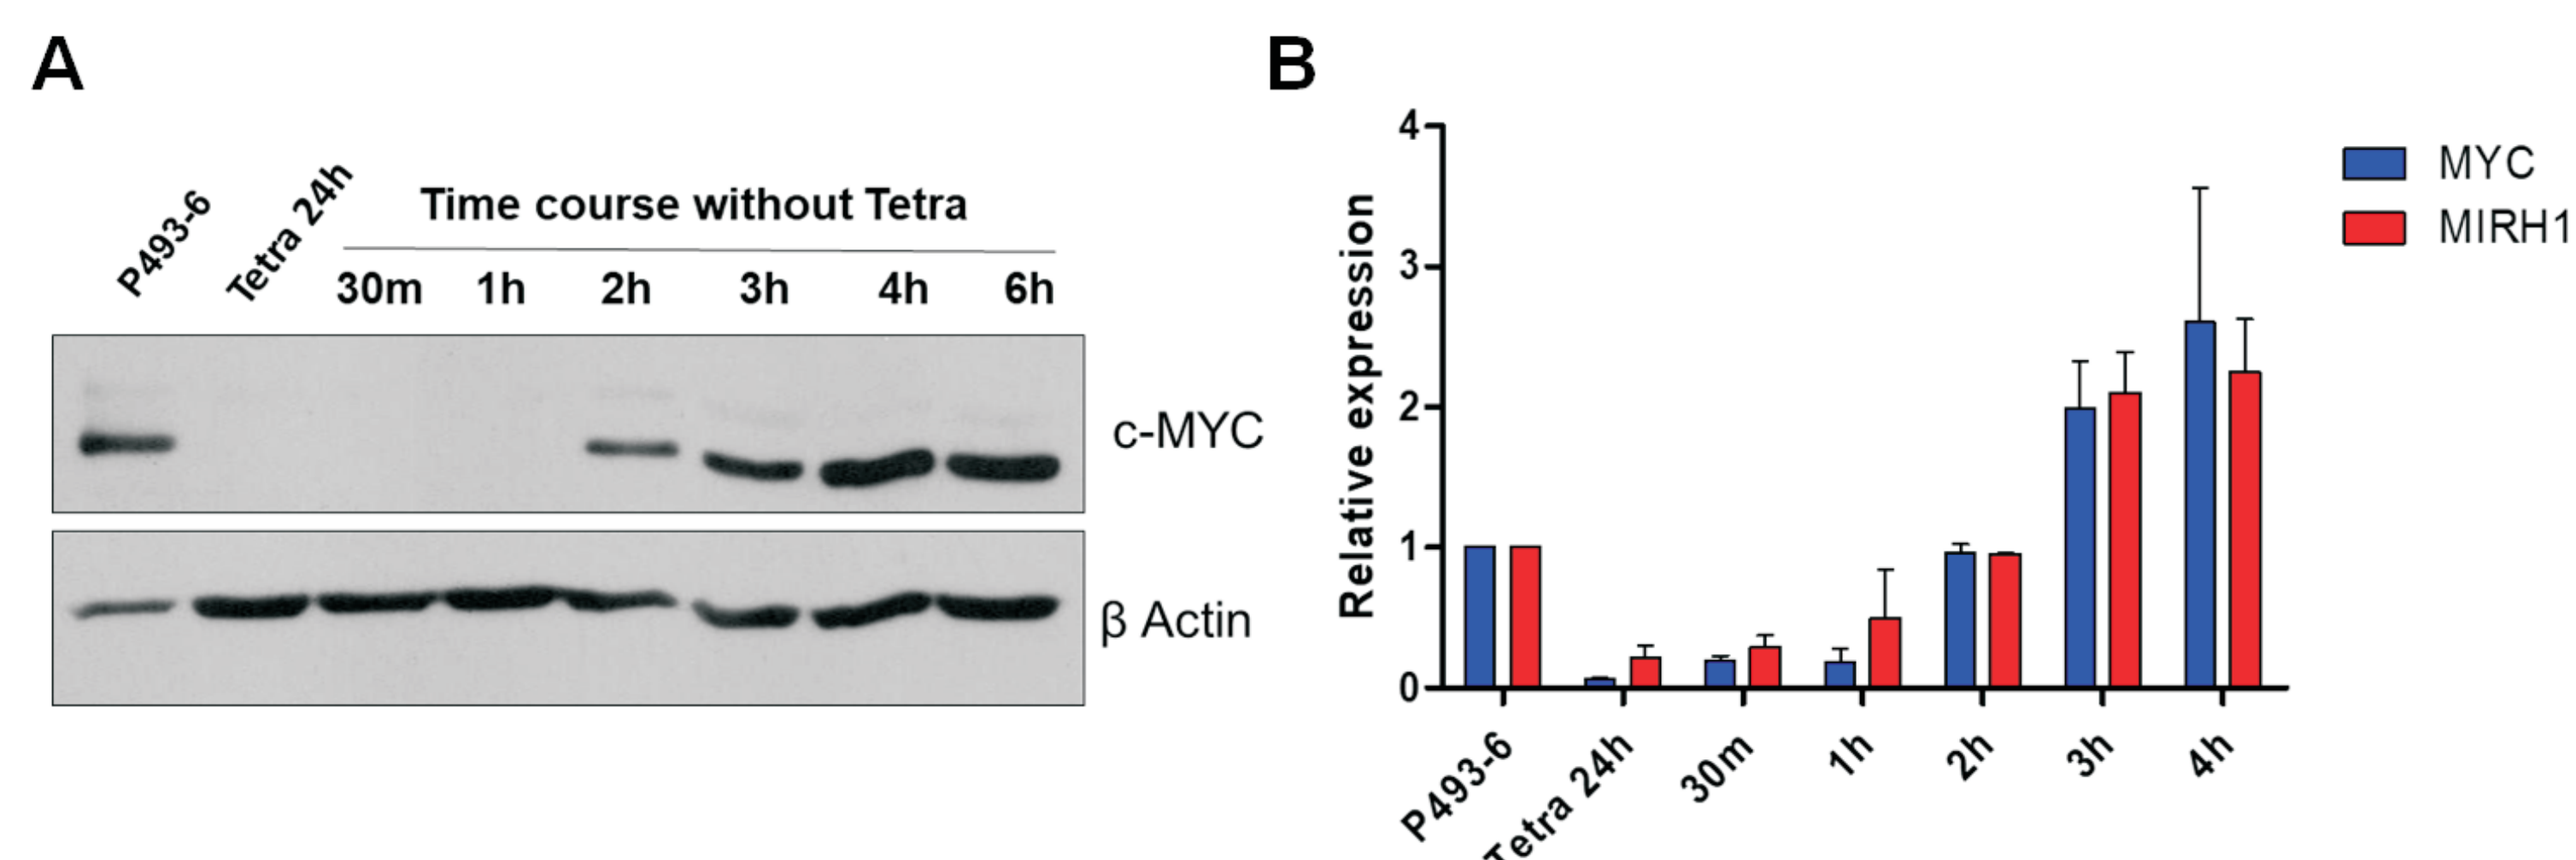 A
P493-6
Tetra 24h
Time course without Tetra
30m 1h 2h 3h 4h 6h
c-MYC
β Actin
B
Relative expression
4
3
2
1
0
P493-6
Tetra 24h
30m
1h
2h
3h
4h
MYC
MIRH1